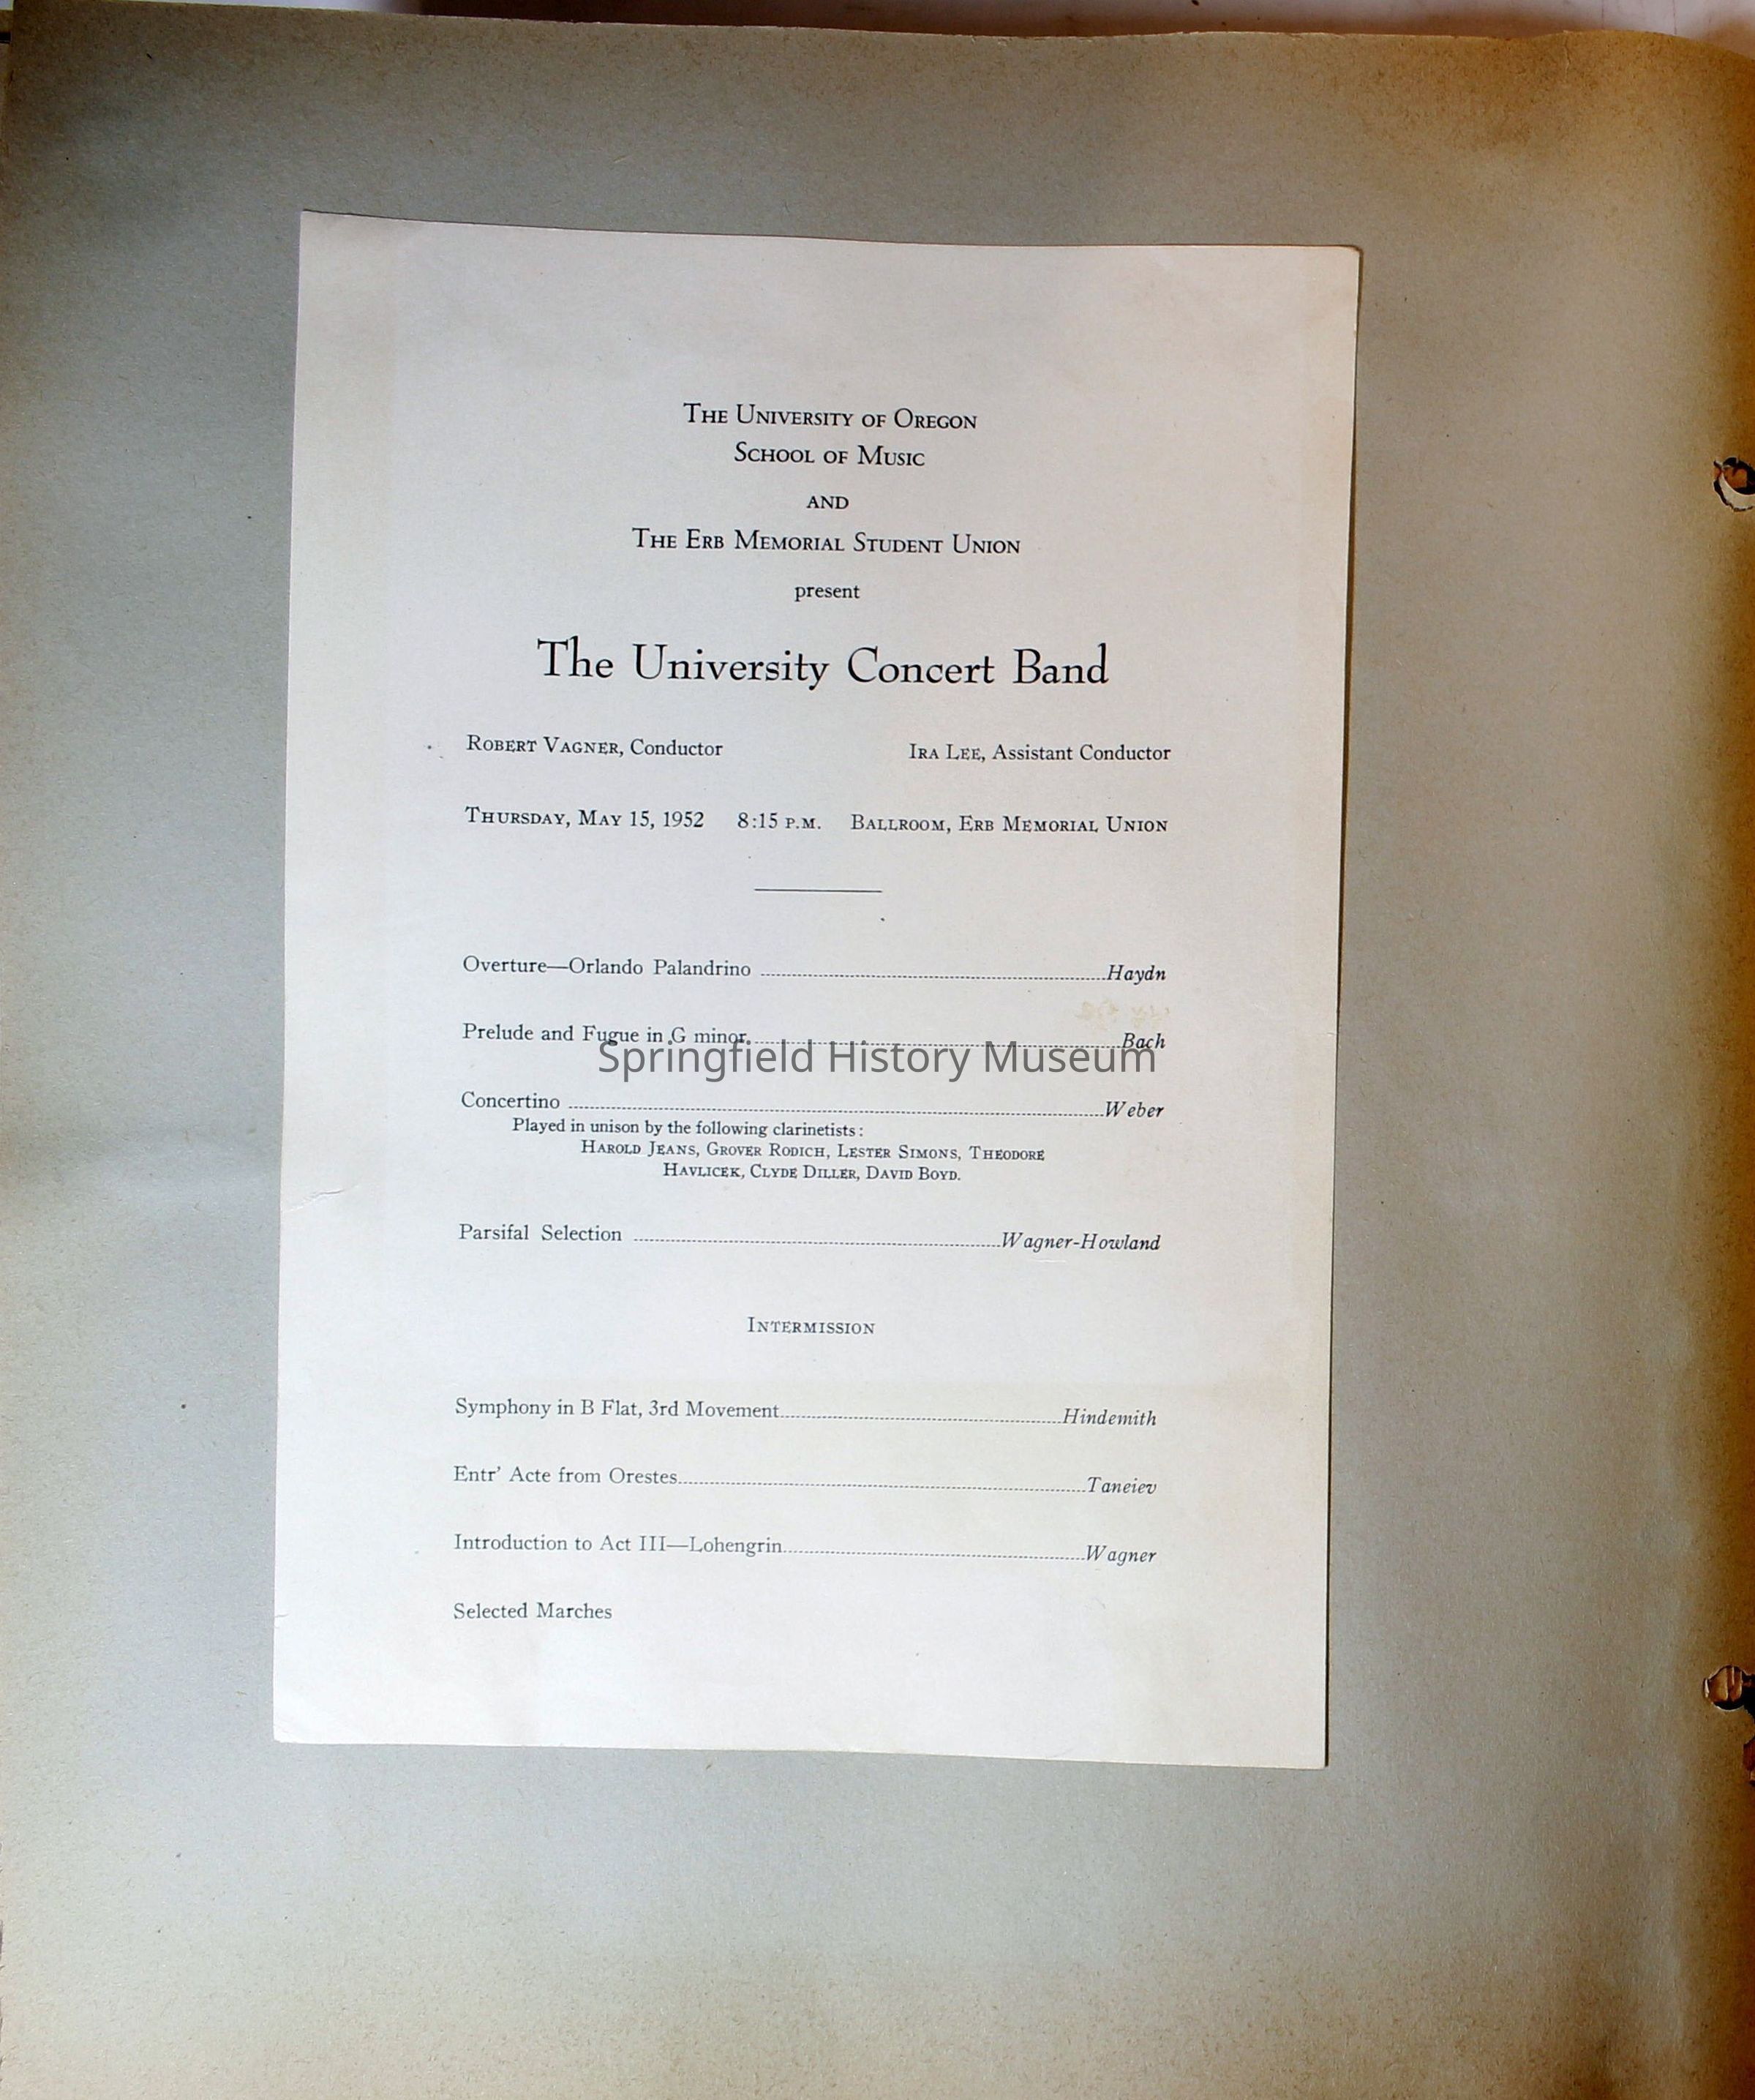 The University of Oregon
School of Music
and
The Erb Memorial Student Union
present
The University Concert Band
Robert Vagner, Conductor Ira Lee, Assistant Conductor
Thursday, May 15, 1952 8:15 P.M. Ballroom, Erb Memorial Union
Overture—Orlando Palandrino Haydn
Prelude and Fugue in G minor Bach
Springfield History Museum
Concertino Weber
Played in unison by the following clarinetists:
Harold Jeans, Grover Rodich, Lester Simons, Theodore
Havlicek, Clyde Diller, David Boyd.
Parsifal Selection Wagner-Howland
Intermission
Symphony in B Flat, 3rd Movement Hindemith
Entr' Acte from Orestes Taneiev
Introduction to Act III—Lohengrin Wagner
Selected Marches